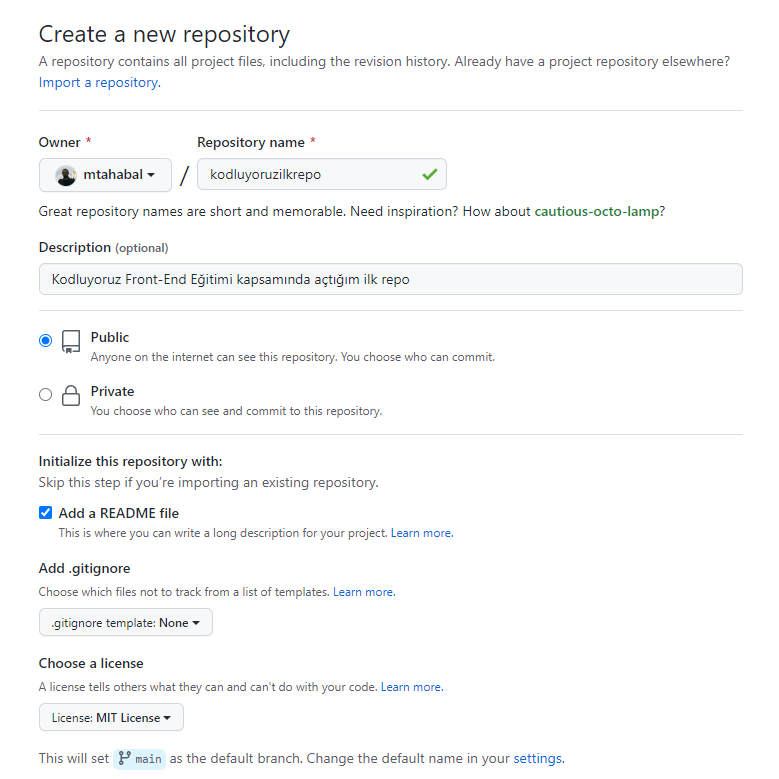 Create a new repository
A repository contains all project files, including the revision history. Already have a project repository elsewhere?
Import a repository.
Owner *
Repository name *
mtahabal
/
kodluyoruzilkrepo
Great repository names are short and memorable. Need inspiration? How about cautious-octo-lamp?
Description (optional)
Kodluyoruz Front-End Eğitimi kapsamında açtığım ilk repo
Public
Anyone on the internet can see this repository. You choose who can commit.
Private
You choose who can see and commit to this repository.
Initialize this repository with:
Skip this step if you're importing an existing repository.
Add a README file
This is where you can write a long description for your project. Learn more.
Add .gitignore
Choose which files not to track from a list of templates. Learn more.
.gitignore template: None
Choose a license
A license tells others what they can and can't do with your code. Learn more.
License: MIT License
This will set main as the default branch. Change the default name in your settings.